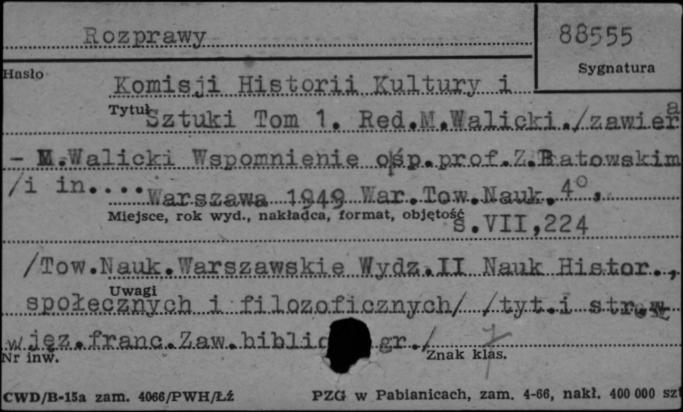 Rozprawy
88555
Hasło
Sygnatura
Komisji Historii Kultury i
Tytuł
Sztuki Tom 1. Red.M.Walicki./zawiera
- M.Walicki Wspomnienie o śp.prof.Z.Batowskim
/i in....
Warszawa 1949 War.Tow.Nauk.4°,
Miejsce, rok wyd., nakładca, format, objętość
s.VII,224
/Tow.Nauk.Warszawskie Wydz.II Nauk Histor.,
Uwagi
społecznych i filozoficznych/ /tyt.i str.
w jęz.franc.Zaw.bibliogr./
Nr inw.
Znak klas.
7
CWD/B-15a zam. 4066/PWH/Łź
PZG w Pabianicach, zam. 4-66, nakł. 400 000 szt